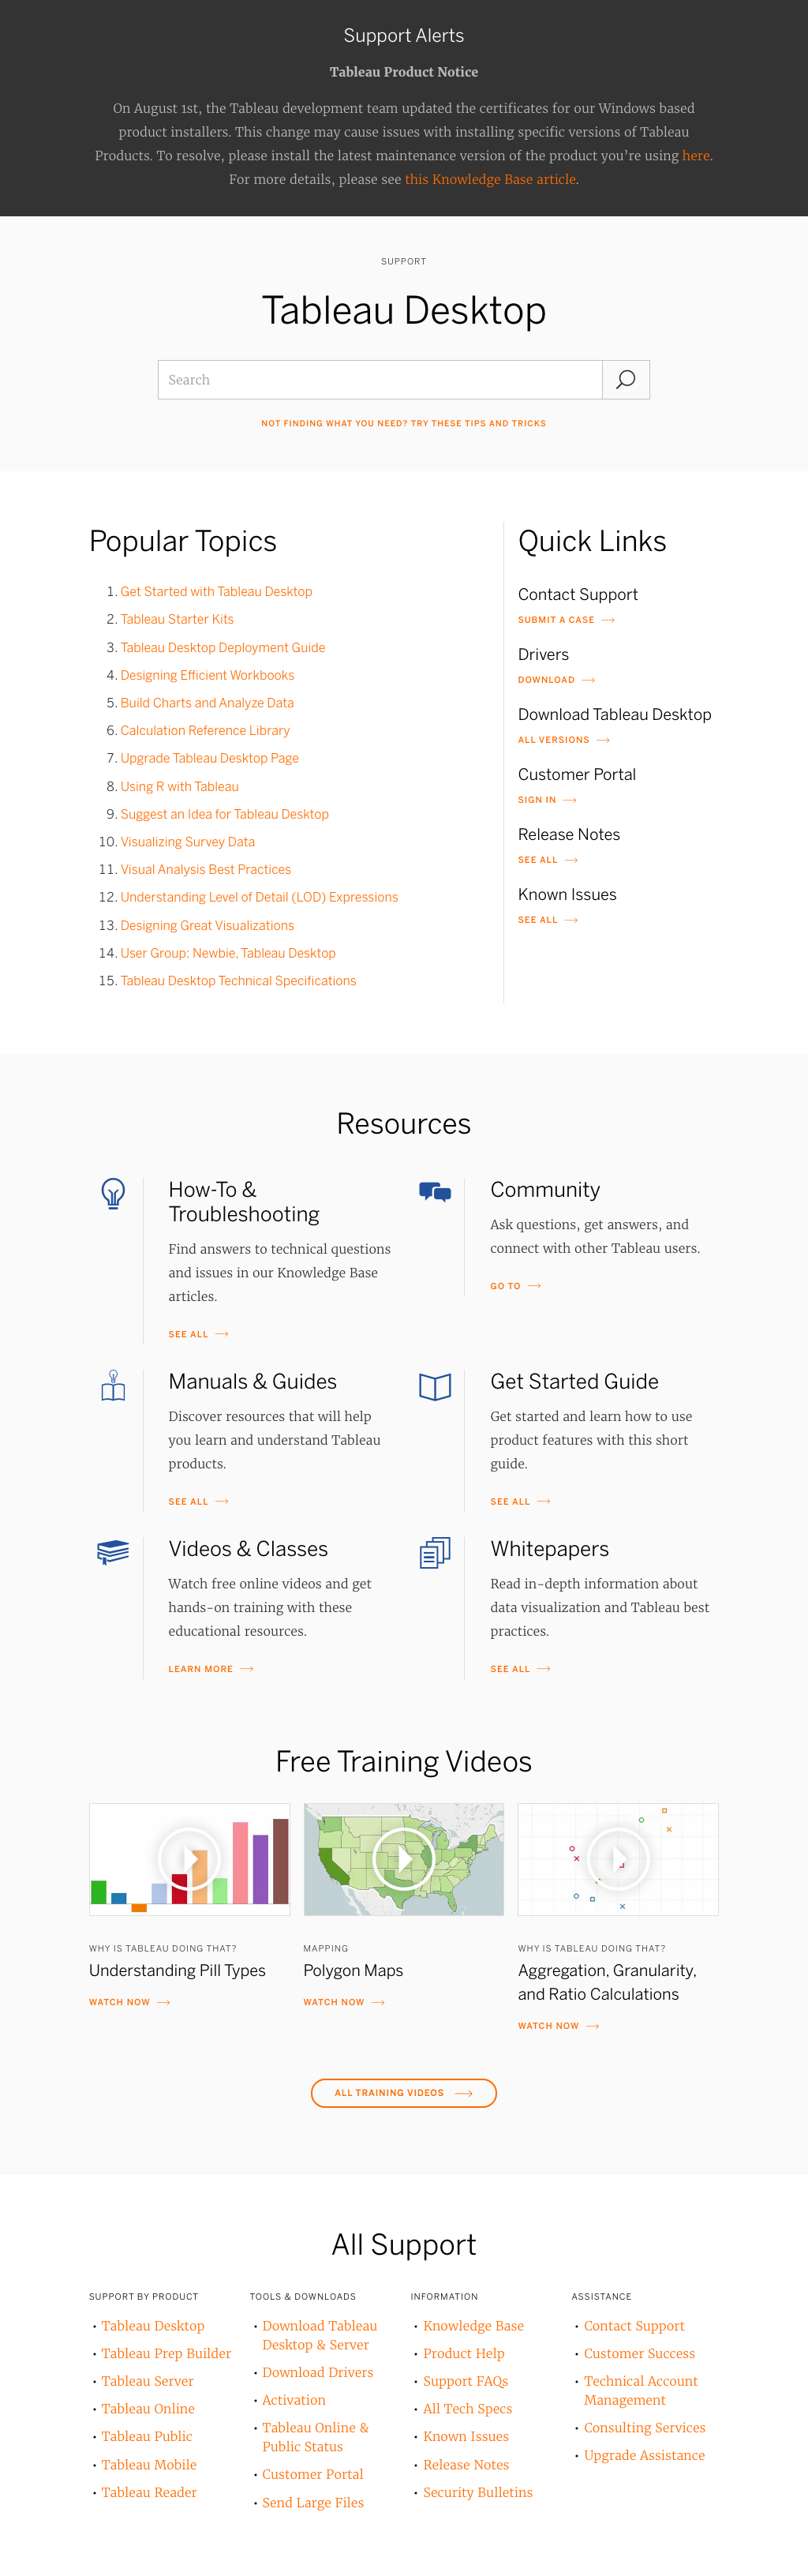 Support Alerts
Tableau Product Notice
On August 1st, the Tableau development team updated the certificates for our Windows based
product installers. This change may cause issues with installing specific versions of Tableau
Products. To resolve, please install the latest maintenance version of the product you’re using here.
For more details, please see this Knowledge Base article.
SUPPORT
Tableau Desktop
Search
NOT FINDING WHAT YOU NEED? TRY THESE TIPS AND TRICKS
Popular Topics
1. Get Started with Tableau Desktop
2. Tableau Starter Kits
3. Tableau Desktop Deployment Guide
4. Designing Efficient Workbooks
5. Build Charts and Analyze Data
6. Calculation Reference Library
7. Upgrade Tableau Desktop Page
8. Using R with Tableau
9. Suggest an Idea for Tableau Desktop
10. Visualizing Survey Data
11. Visual Analysis Best Practices
12. Understanding Level of Detail (LOD) Expressions
13. Designing Great Visualizations
14. User Group: Newbie, Tableau Desktop
15. Tableau Desktop Technical Specifications
Quick Links
Contact Support
SUBMIT A CASE
Drivers
DOWNLOAD
Download Tableau Desktop
ALL VERSIONS
Customer Portal
SIGN IN
Release Notes
SEE ALL
Known Issues
SEE ALL
Resources
How-To &
Troubleshooting
Find answers to technical questions
and issues in our Knowledge Base
articles.
SEE ALL
Community
Ask questions, get answers, and
connect with other Tableau users.
GO TO
Manuals & Guides
Discover resources that will help
you learn and understand Tableau
products.
SEE ALL
Get Started Guide
Get started and learn how to use
product features with this short
guide.
SEE ALL
Videos & Classes
Watch free online videos and get
hands-on training with these
educational resources.
LEARN MORE
Whitepapers
Read in-depth information about
data visualization and Tableau best
practices.
SEE ALL
Free Training Videos
WHY IS TABLEAU DOING THAT?
Understanding Pill Types
WATCH NOW
MAPPING
Polygon Maps
WATCH NOW
WHY IS TABLEAU DOING THAT?
Aggregation, Granularity,
and Ratio Calculations
WATCH NOW
ALL TRAINING VIDEOS
All Support
SUPPORT BY PRODUCT
• Tableau Desktop
• Tableau Prep Builder
• Tableau Server
• Tableau Online
• Tableau Public
• Tableau Mobile
• Tableau Reader
TOOLS & DOWNLOADS
• Download Tableau
Desktop & Server
• Download Drivers
• Activation
• Tableau Online &
Public Status
• Customer Portal
• Send Large Files
INFORMATION
• Knowledge Base
• Product Help
• Support FAQs
• All Tech Specs
• Known Issues
• Release Notes
• Security Bulletins
ASSISTANCE
• Contact Support
• Customer Success
• Technical Account
Management
• Consulting Services
• Upgrade Assistance